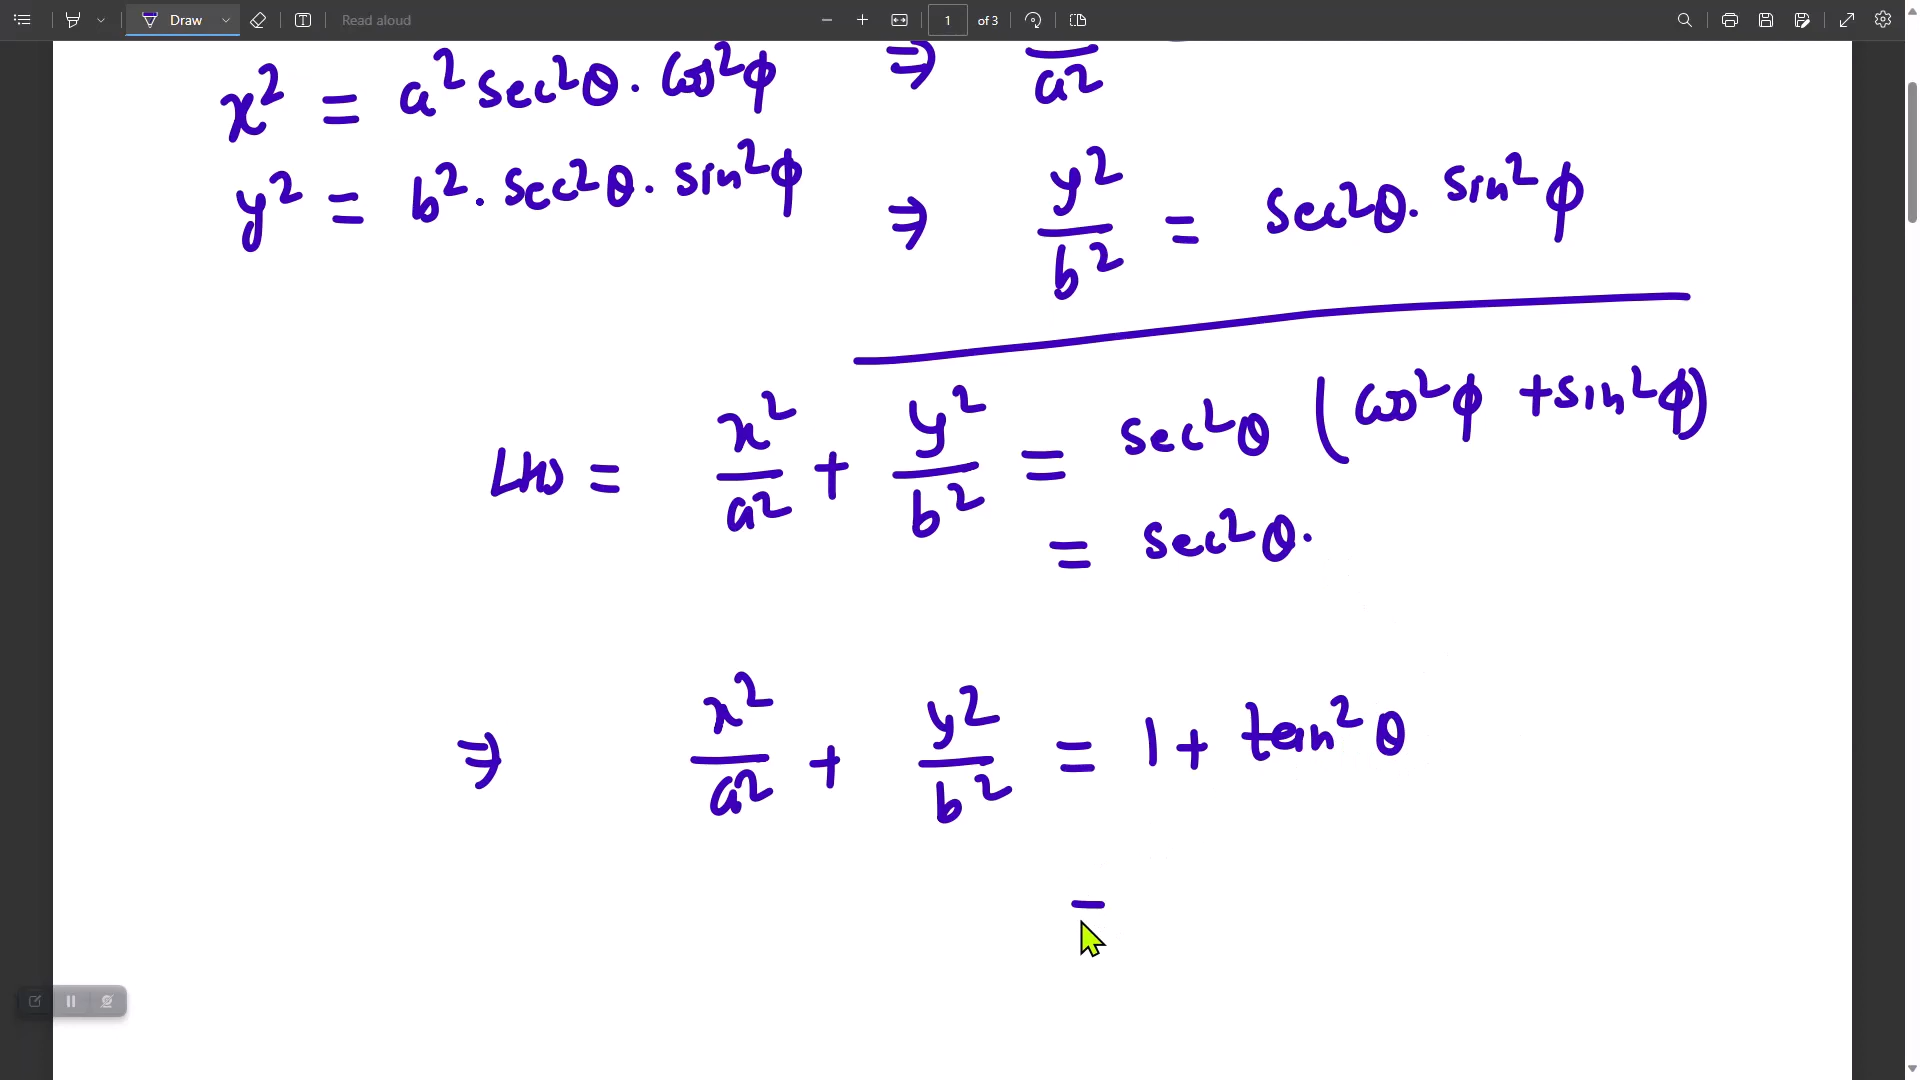 Draw Read aloud 1 of 3
x² = a² sec²θ . cos²φ ⇒ / a²
y² = b² . sec²θ . sin²φ ⇒ y²/b² = sec²θ . sin²φ
LHS = x²/a² + y²/b² = sec²θ (cos²φ + sin²φ)
= sec²θ .
⇒ x²/a² + y²/b² = 1 + tan²θ